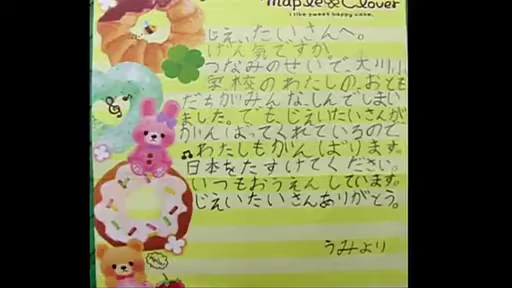 Maple&Clover
i like sweet happy cake.
じえいたいさんへ。
げん気ですか。
つなみのせいで、大川小
学校のわたしの、おとも
だちがみんな、しんでしまい
ました。でも、じえいたいさんが
がんばってくれているので
わたしもがんばります。
日本をたすけてください。
いつもおうえんしています。
じえいたいさんありがとう。
うみより